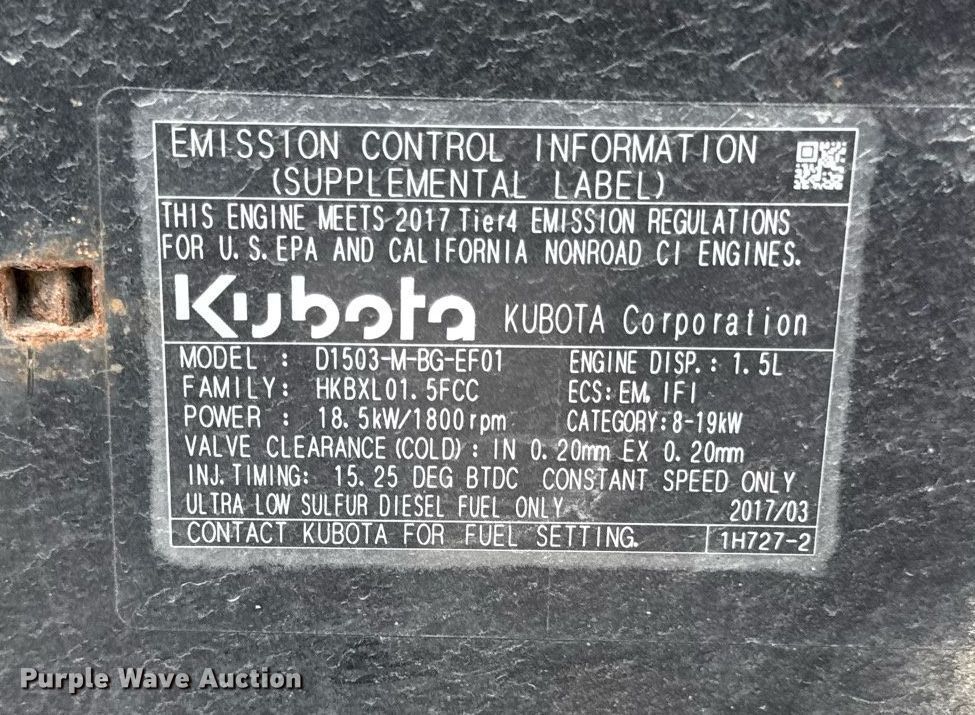 EMISSION CONTROL INFORMATION
(SUPPLEMENTAL LABEL)
THIS ENGINE MEETS 2017 Tier4 EMISSION REGULATIONS
FOR U.S.EPA AND CALIFORNIA NONROAD CI ENGINES.
Kubota KUBOTA Corporation
MODEL : D1503-M-BG-EF01 ENGINE DISP.: 1.5L
FAMILY: HKBXL01.5FCC ECS:EM,IFI
POWER : 18.5kW/1800rpm CATEGORY:8-19kW
VALVE CLEARANCE(COLD): IN 0.20mm EX 0.20mm
INJ.TIMING: 15.25 DEG BTDC CONSTANT SPEED ONLY
ULTRA LOW SULFUR DIESEL FUEL ONLY 2017/03
CONTACT KUBOTA FOR FUEL SETTING. 1H727-2
Purple Wave Auction